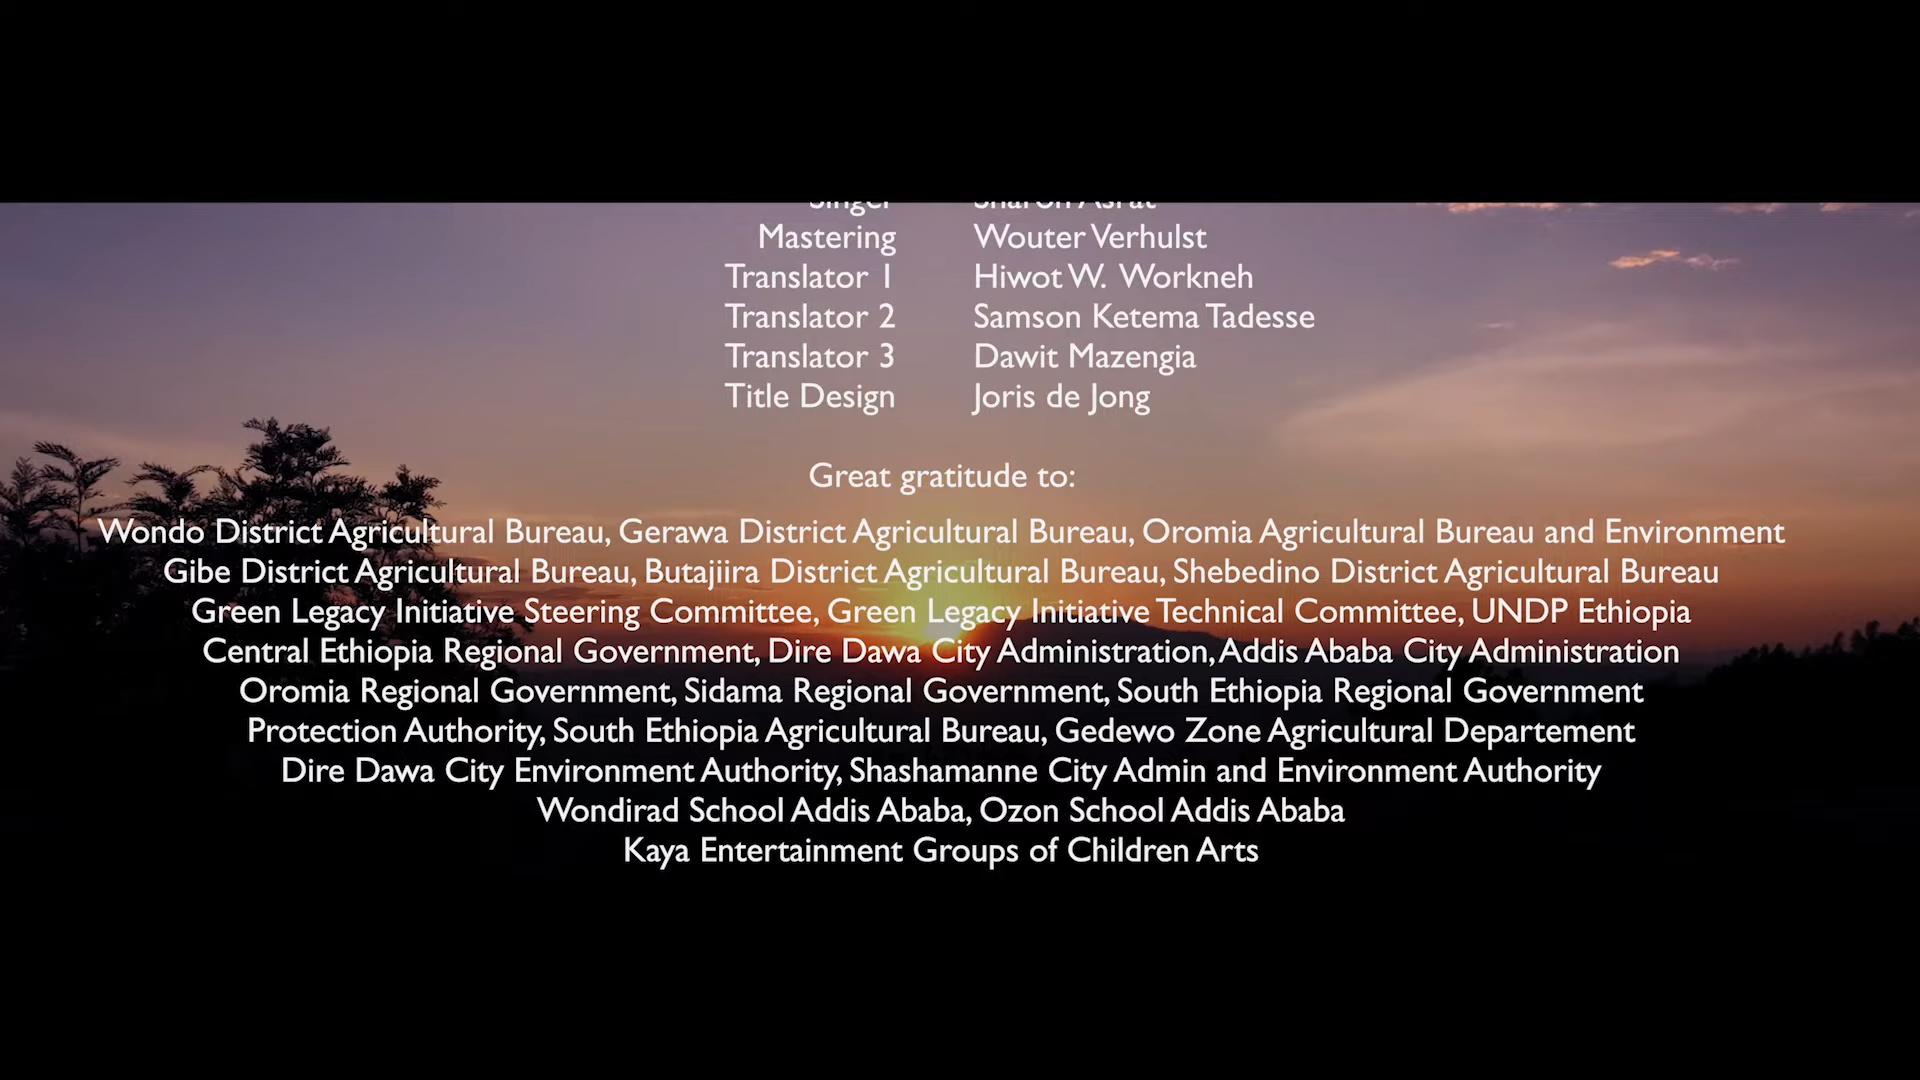 Singer Sharon Asrat
Mastering Wouter Verhulst
Translator 1 Hiwot W. Workneh
Translator 2 Samson Ketema Tadesse
Translator 3 Dawit Mazengia
Title Design Joris de Jong
Great gratitude to:
Wondo District Agricultural Bureau, Gerawa District Agricultural Bureau, Oromia Agricultural Bureau and Environment
Gibe District Agricultural Bureau, Butajiira District Agricultural Bureau, Shebedino District Agricultural Bureau
Green Legacy Initiative Steering Committee, Green Legacy Initiative Technical Committee, UNDP Ethiopia
Central Ethiopia Regional Government, Dire Dawa City Administration, Addis Ababa City Administration
Oromia Regional Government, Sidama Regional Government, South Ethiopia Regional Government
Protection Authority, South Ethiopia Agricultural Bureau, Gedewo Zone Agricultural Departement
Dire Dawa City Environment Authority, Shashamanne City Admin and Environment Authority
Wondirad School Addis Ababa, Ozon School Addis Ababa
Kaya Entertainment Groups of Children Arts